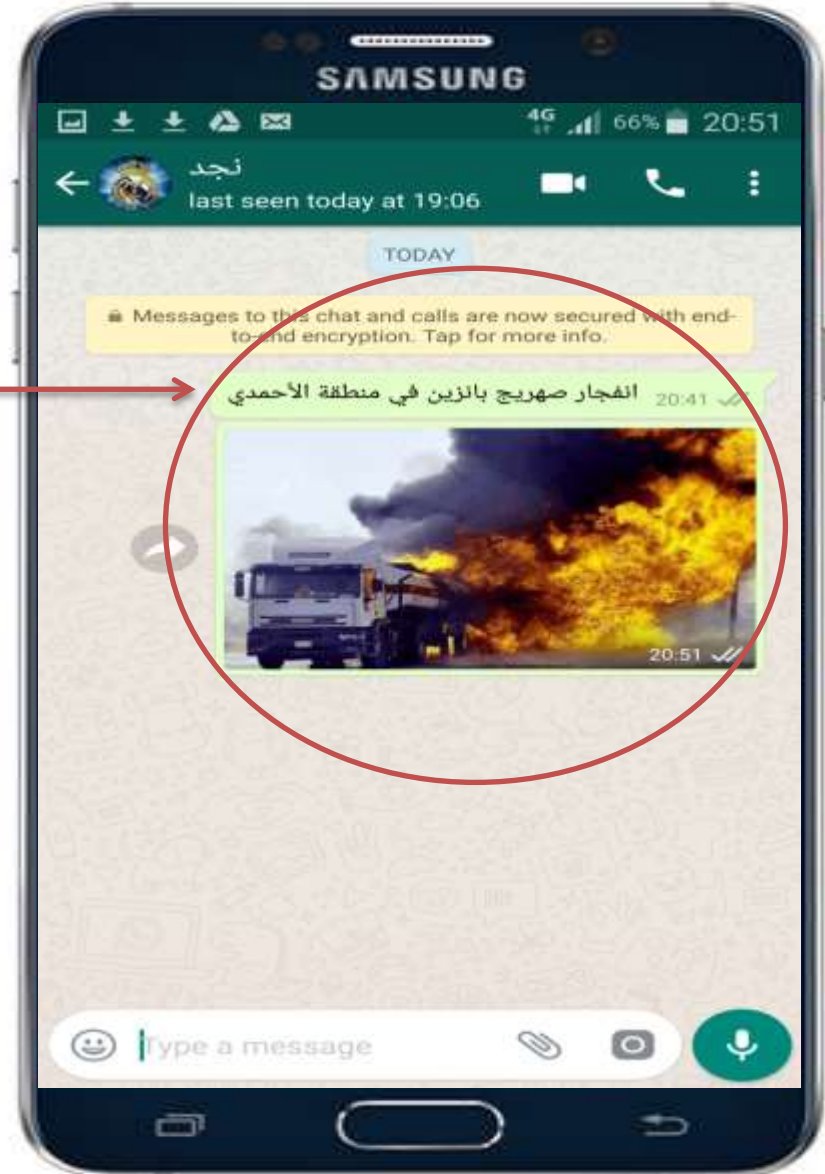 SAMSUNG
4G 66% 20:51
نجد
last seen today at 19:06
TODAY
Messages to this chat and calls are now secured with end-
to-end encryption. Tap for more info.
انفجار صهريج بانزين في منطقة الأحمدي 20:41
20:51
Type a message